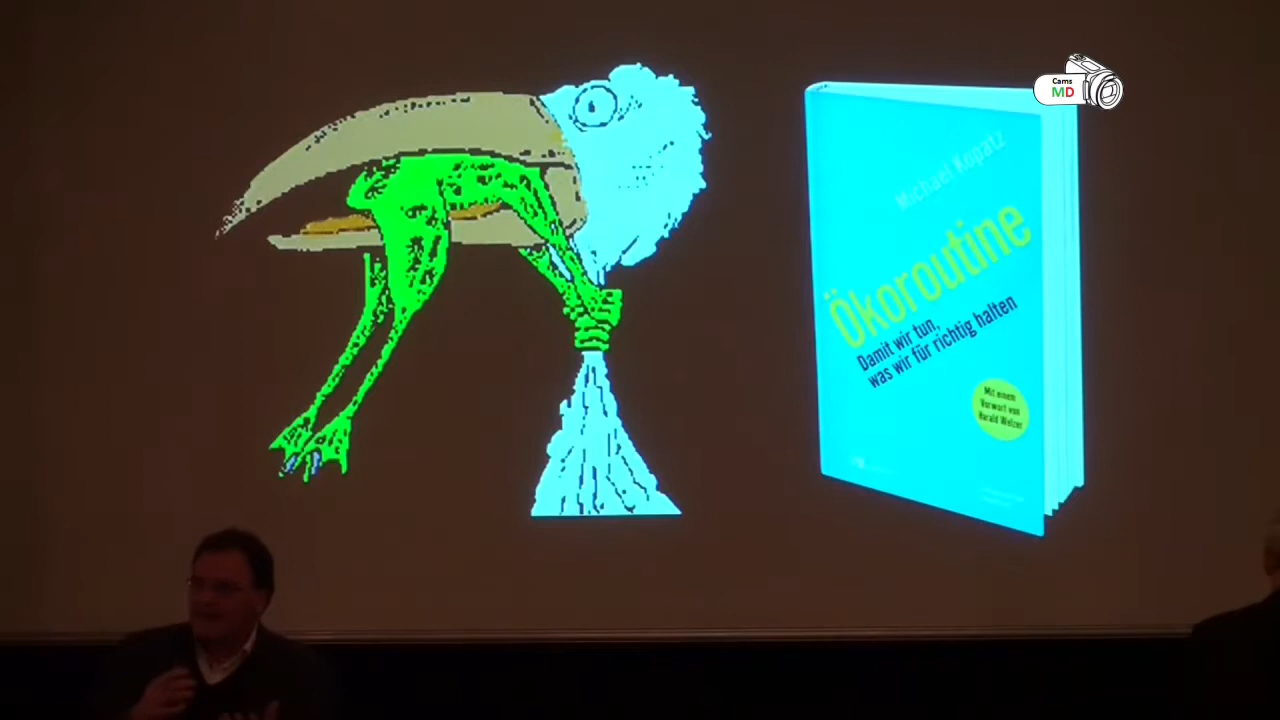 Cams
MD
Michael Kopatz
Ökoroutine
Damit wir tun,
was wir für richtig halten
Mit einem
Vorwort von
Harald Welzer